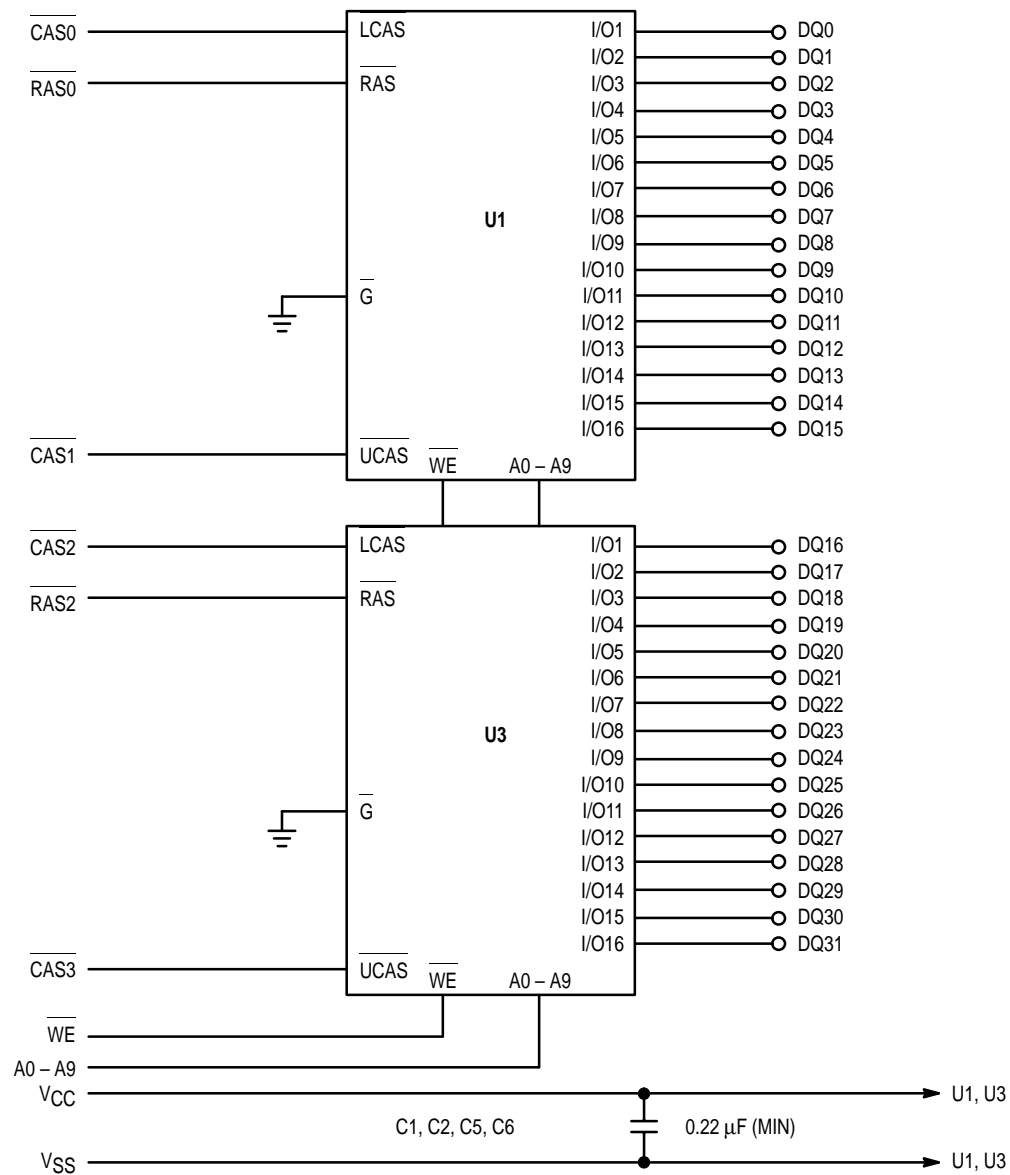 CAS0 LCAS I/O1 DQ0
I/O2 DQ1
RAS0 RAS I/O3 DQ2
I/O4 DQ3
I/O5 DQ4
I/O6 DQ5
I/O7 DQ6
U1 I/O8 DQ7
I/O9 DQ8
I/O10 DQ9
G I/O11 DQ10
I/O12 DQ11
I/O13 DQ12
I/O14 DQ13
I/O15 DQ14
I/O16 DQ15
CAS1 UCAS WE A0 – A9
CAS2 LCAS I/O1 DQ16
I/O2 DQ17
RAS2 RAS I/O3 DQ18
I/O4 DQ19
I/O5 DQ20
I/O6 DQ21
I/O7 DQ22
U3 I/O8 DQ23
I/O9 DQ24
I/O10 DQ25
G I/O11 DQ26
I/O12 DQ27
I/O13 DQ28
I/O14 DQ29
I/O15 DQ30
I/O16 DQ31
CAS3 UCAS WE A0 – A9
WE
A0 – A9
VCC U1, U3
C1, C2, C5, C6 0.22 μF (MIN)
VSS U1, U3